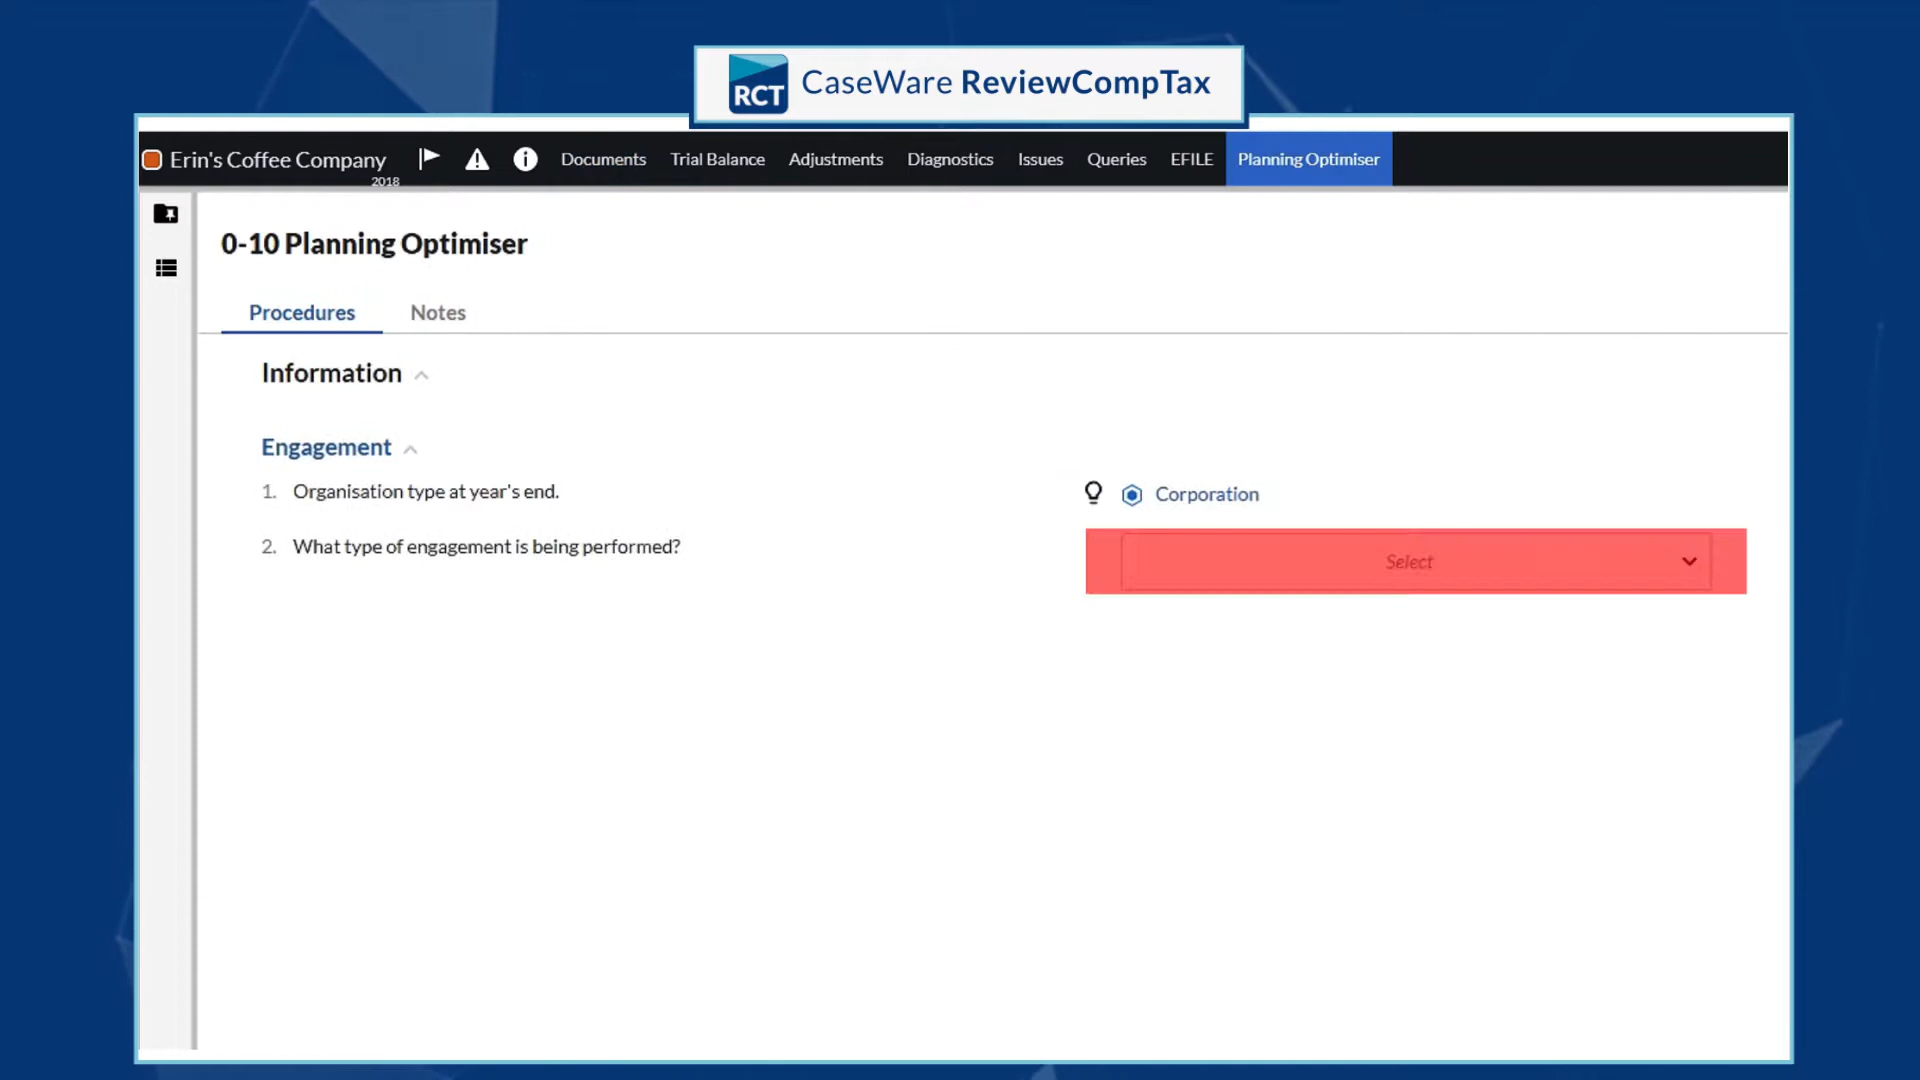 RCT CaseWare ReviewCompTax
Erin's Coffee Company Documents Trial Balance Adjustments Diagnostics Issues Queries EFILE Planning Optimiser
2018
0-10 Planning Optimiser
Procedures Notes
Information
Engagement
1. Organisation type at year's end. Corporation
2. What type of engagement is being performed? Select